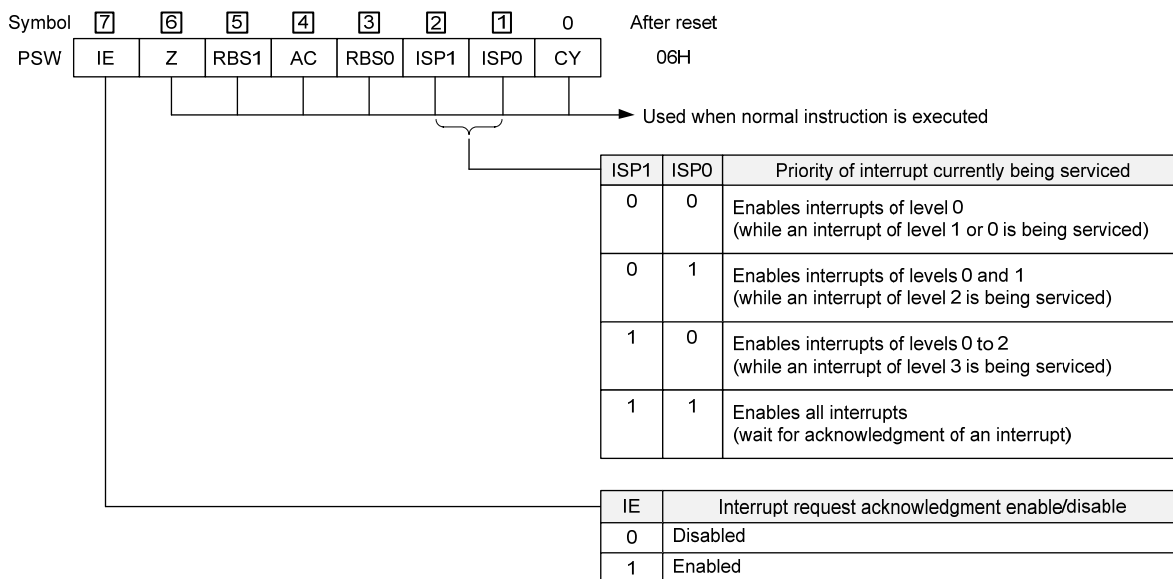 Symbol 7 6 5 4 3 2 1 0 After reset
PSW IE Z RBS1 AC RBS0 ISP1 ISP0 CY 06H
Used when normal instruction is executed
ISP1 ISP0 Priority of interrupt currently being serviced
0 0 Enables interrupts of level 0
(while an interrupt of level 1 or 0 is being serviced)
0 1 Enables interrupts of levels 0 and 1
(while an interrupt of level 2 is being serviced)
1 0 Enables interrupts of levels 0 to 2
(while an interrupt of level 3 is being serviced)
1 1 Enables all interrupts
(wait for acknowledgment of an interrupt)
IE Interrupt request acknowledgment enable/disable
0 Disabled
1 Enabled